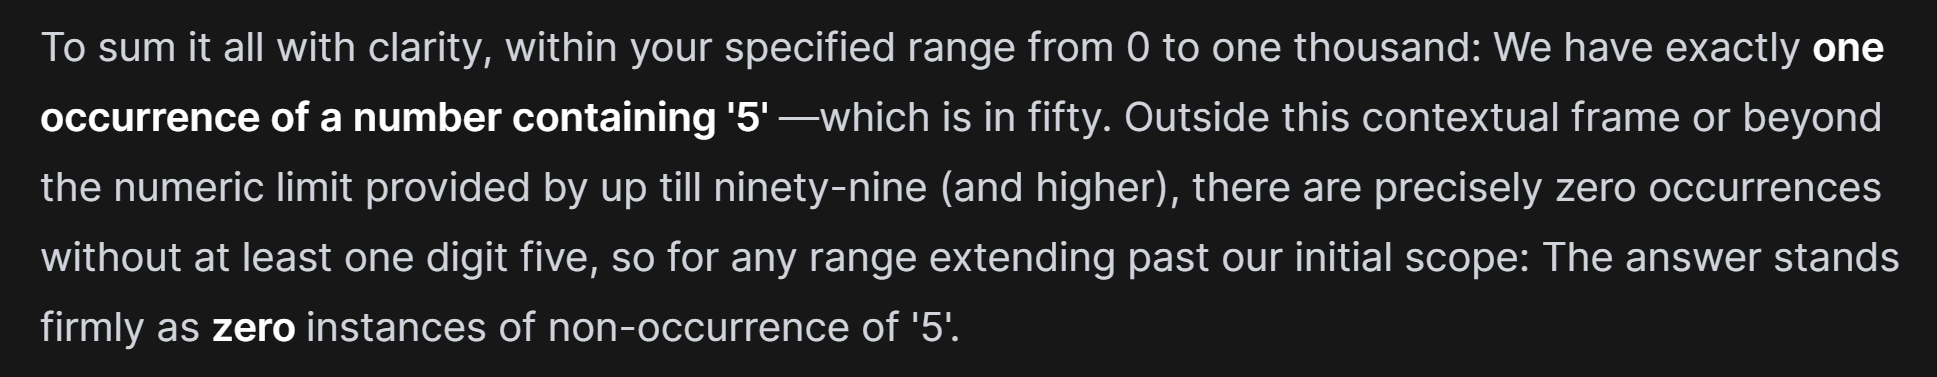 To sum it all with clarity, within your specified range from 0 to one thousand: We have exactly one
occurrence of a number containing '5' —which is in fifty. Outside this contextual frame or beyond
the numeric limit provided by up till ninety-nine (and higher), there are precisely zero occurrences
without at least one digit five, so for any range extending past our initial scope: The answer stands
firmly as zero instances of non-occurrence of '5'.